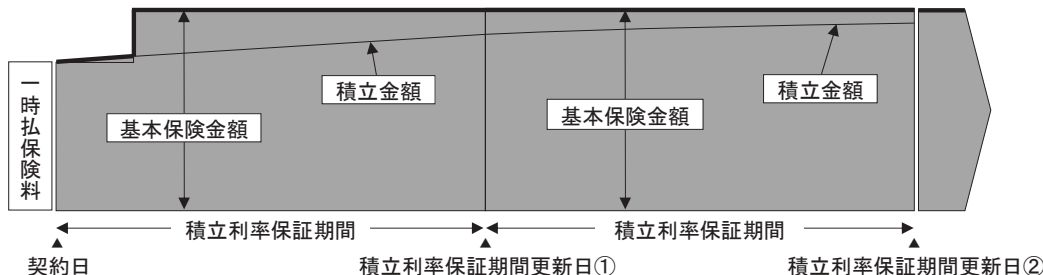 一時払保険料
積立金額
積立金額
基本保険金額
基本保険金額
積立利率保証期間
積立利率保証期間
契約日
積立利率保証期間更新日①
積立利率保証期間更新日②